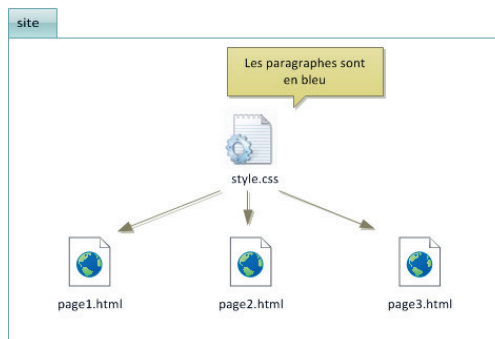 site
Les paragraphes sont
en bleu
style.css
page1.html
page2.html
page3.html